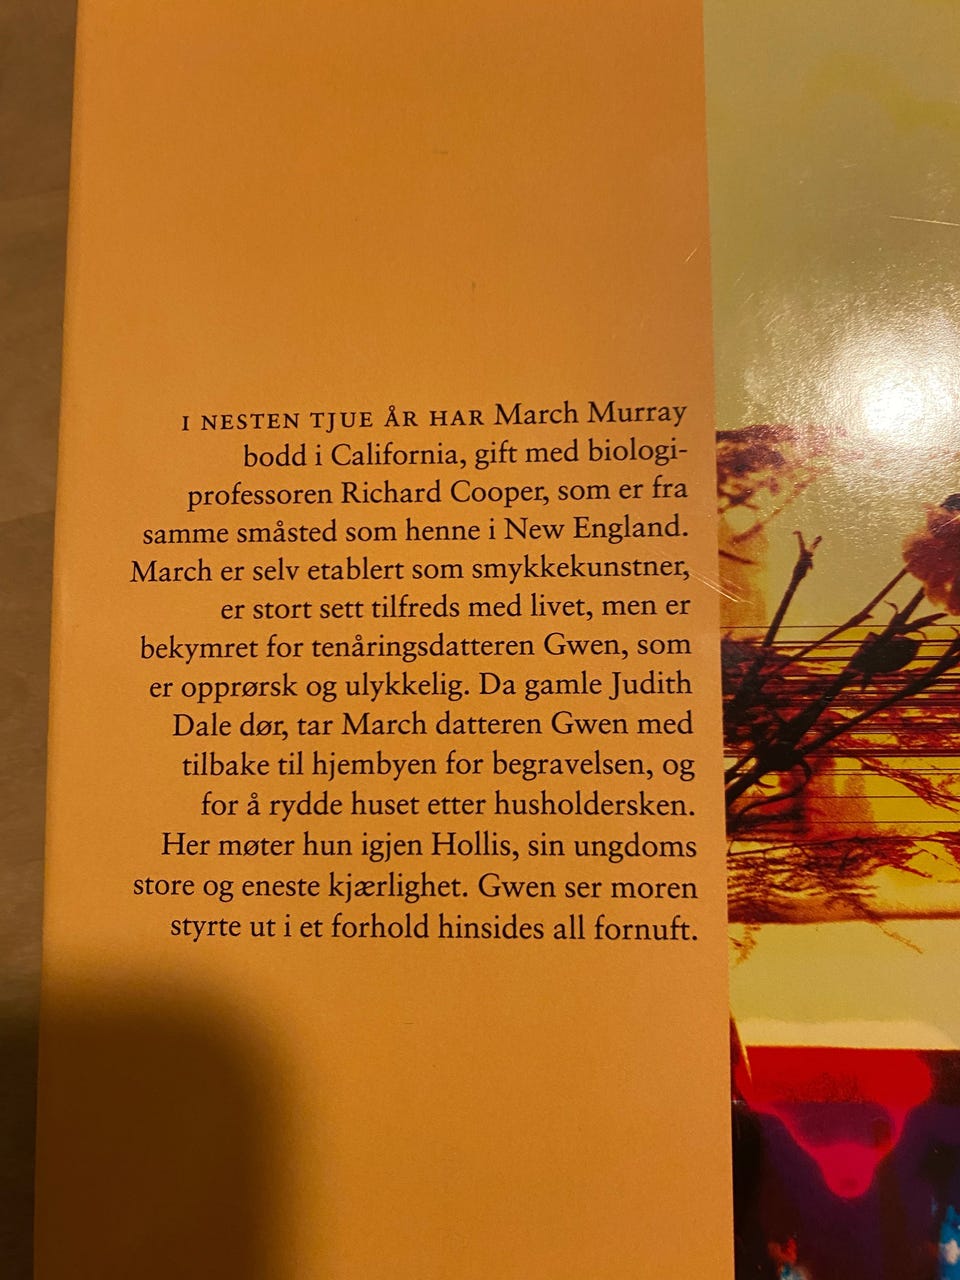 I NESTEN TJUE ÅR HAR March Murray
bodd i California, gift med biologi-
professoren Richard Cooper, som er fra
samme småsted som henne i New England.
March er selv etablert som smykkekunstner,
er stort sett tilfreds med livet, men er
bekymret for tenåringsdatteren Gwen, som
er opprørsk og ulykkelig. Da gamle Judith
Dale dør, tar March datteren Gwen med
tilbake til hjembyen for begravelsen, og
for å rydde huset etter husholdersken.
Her møter hun igjen Hollis, sin ungdoms
store og eneste kjærlighet. Gwen ser moren
styrte ut i et forhold hinsides all fornuft.